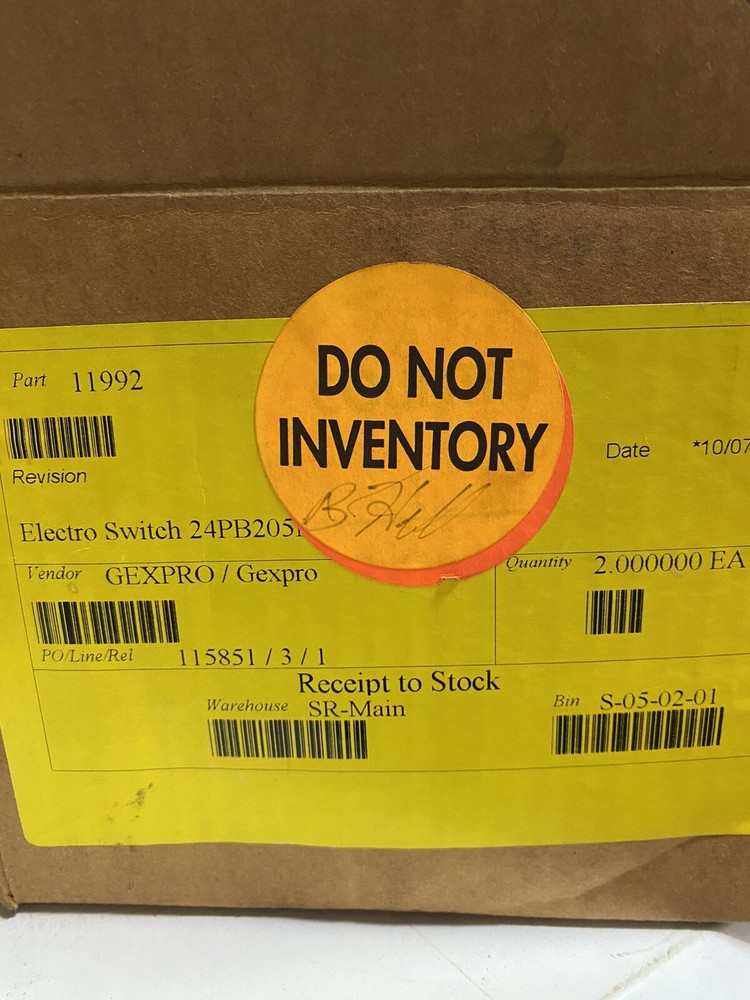 DO NOT
INVENTORY
Part 11992
Revision
Date *10/07
Electro Switch 24PB205
Vendor GEXPRO / Gexpro
Quantity 2.000000 EA
PO/Line/Rel 115851 / 3 / 1
Receipt to Stock
Warehouse SR-Main
Bin S-05-02-01